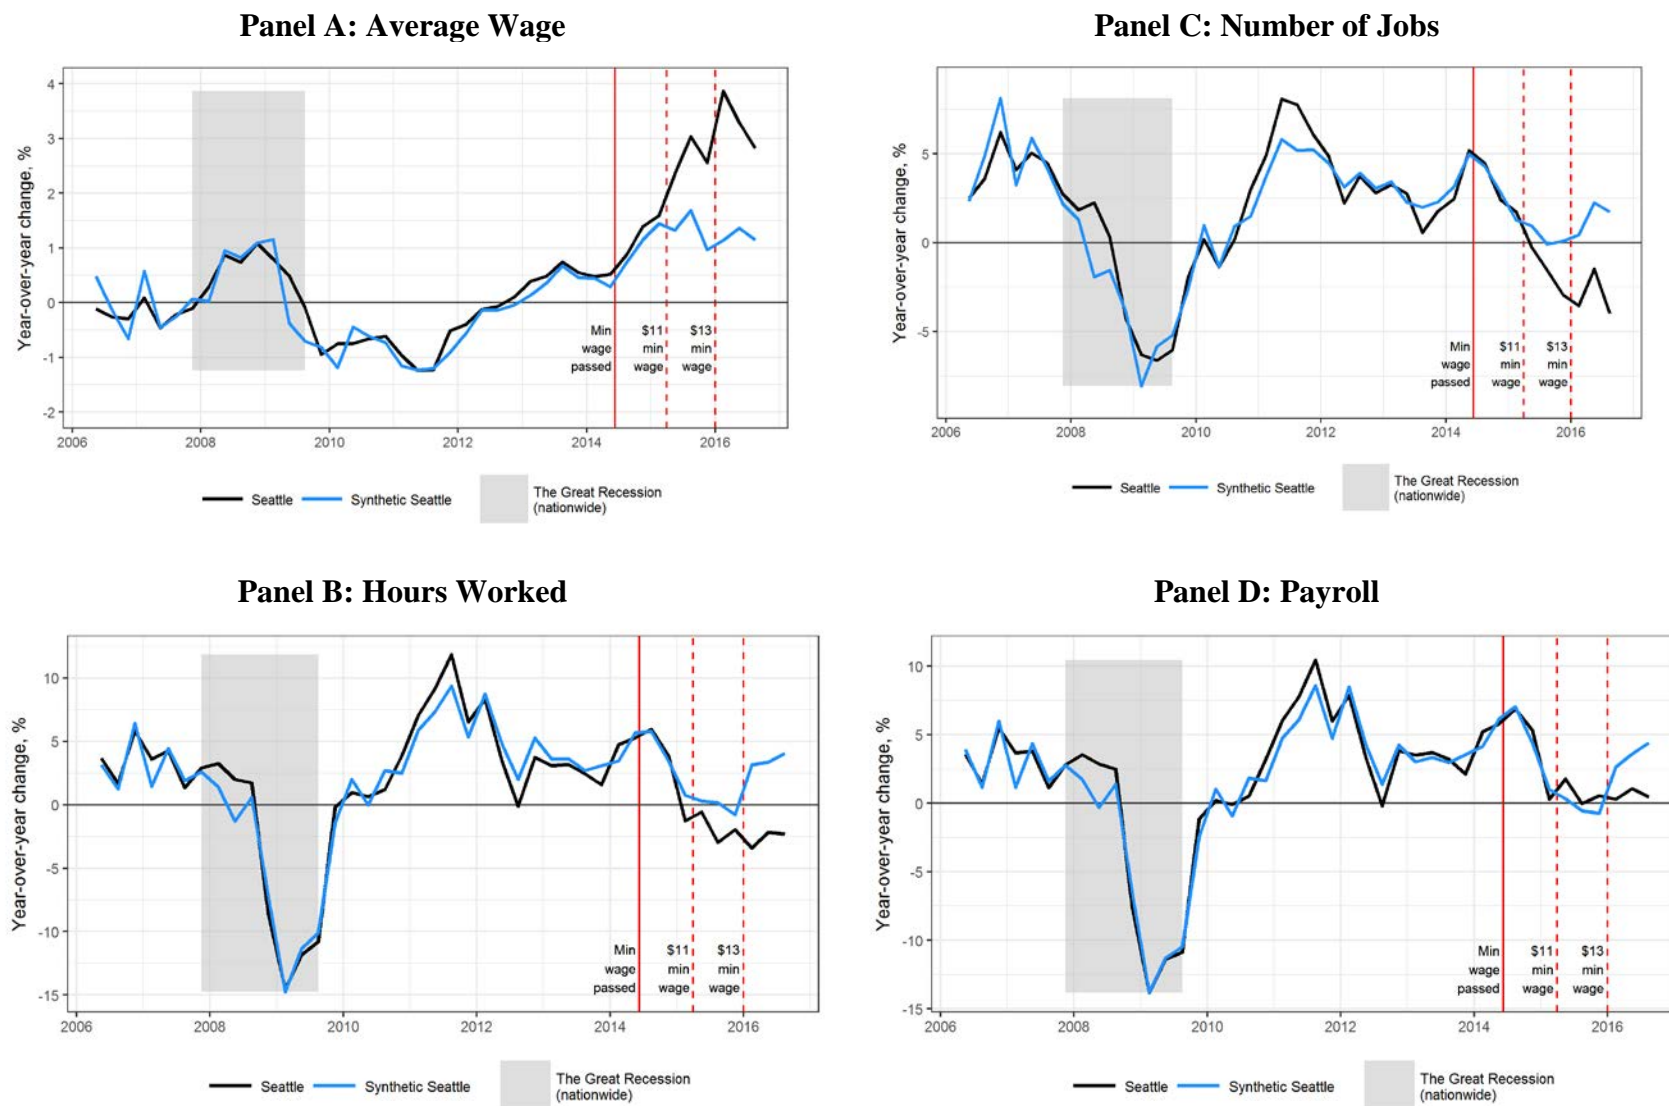 Panel A: Average Wage
Year-over-year change, %
4
3
2
1
0
-1
-2
Min wage passed
$11 min wage
$13 min wage
2006 2008 2010 2012 2014 2016
Seattle Synthetic Seattle The Great Recession (nationwide)
Panel C: Number of Jobs
Year-over-year change, %
5
0
-5
Min wage passed
$11 min wage
$13 min wage
2006 2008 2010 2012 2014 2016
Seattle Synthetic Seattle The Great Recession (nationwide)
Panel B: Hours Worked
Year-over-year change, %
10
5
0
-5
-10
-15
Min wage passed
$11 min wage
$13 min wage
2006 2008 2010 2012 2014 2016
Seattle Synthetic Seattle The Great Recession (nationwide)
Panel D: Payroll
Year-over-year change, %
10
5
0
-5
-10
-15
Min wage passed
$11 min wage
$13 min wage
2006 2008 2010 2012 2014 2016
Seattle Synthetic Seattle The Great Recession (nationwide)